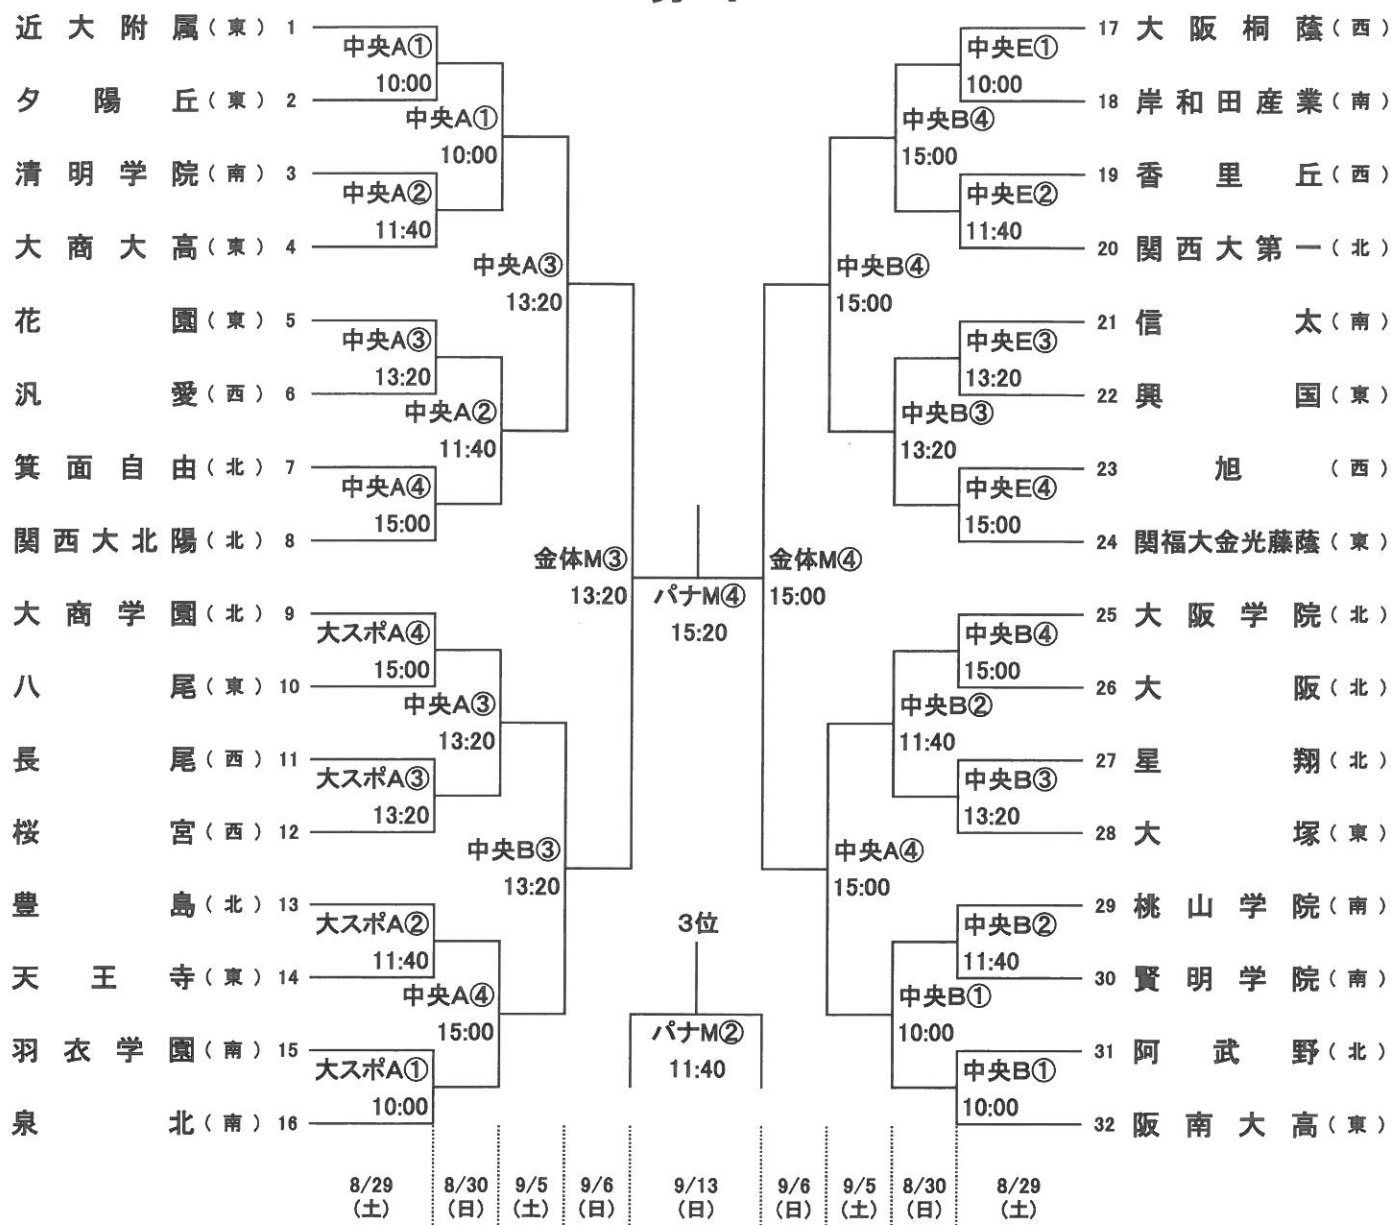 近大附属(東) 1
中央A①
10:00
夕陽丘(東) 2
中央A①
10:00
清明学院(南) 3
中央A②
11:40
大商大高(東) 4
中央A③
13:20
花園(東) 5
中央A③
13:20
汎愛(西) 6
中央A②
11:40
箕面自由(北) 7
中央A④
15:00
関西大北陽(北) 8
金体M③
13:20
大商学園(北) 9
大スポA④
15:00
八尾(東) 10
中央A③
13:20
長尾(西) 11
大スポA③
13:20
桜宮(西) 12
中央B③
13:20
豊島(北) 13
大スポA②
11:40
天王寺(東) 14
中央A④
15:00
羽衣学園(南) 15
大スポA①
10:00
泉北(南) 16
パナM④
15:20
3位
パナM②
11:40
17 大阪桐蔭(西)
中央E①
10:00
18 岸和田産業(南)
中央B④
15:00
19 香里丘(西)
中央E②
11:40
20 関西大第一(北)
中央B④
15:00
21 信太(南)
中央E③
13:20
22 興国(東)
中央B③
13:20
23 旭(西)
中央E④
15:00
24 関福大金光藤蔭(東)
金体M④
15:00
25 大阪学院(北)
中央B④
15:00
26 大阪(北)
中央B②
11:40
27 星翔(北)
中央B③
13:20
28 大塚(東)
中央A④
15:00
29 桃山学院(南)
中央B②
11:40
30 賢明学院(南)
中央B①
10:00
31 阿武野(北)
中央B①
10:00
32 阪南大高(東)
8/29 8/30 9/5 9/6 9/13 9/6 9/5 8/30 8/29
(土) (日) (土) (日) (日) (日) (土) (日) (土)